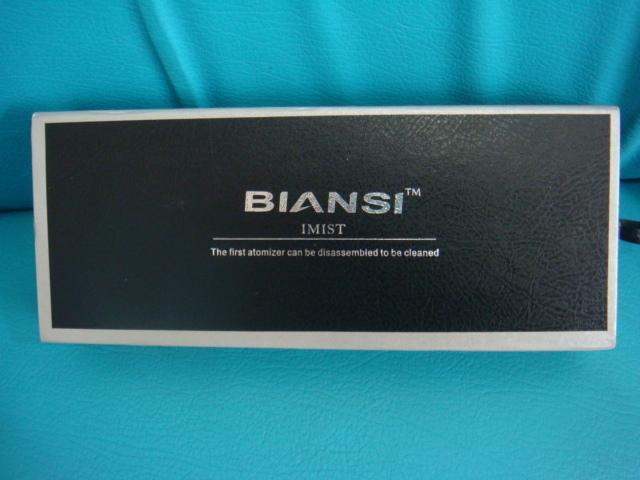 BIANSI™
IMIST
The first atomizer can be disassembled to be cleaned